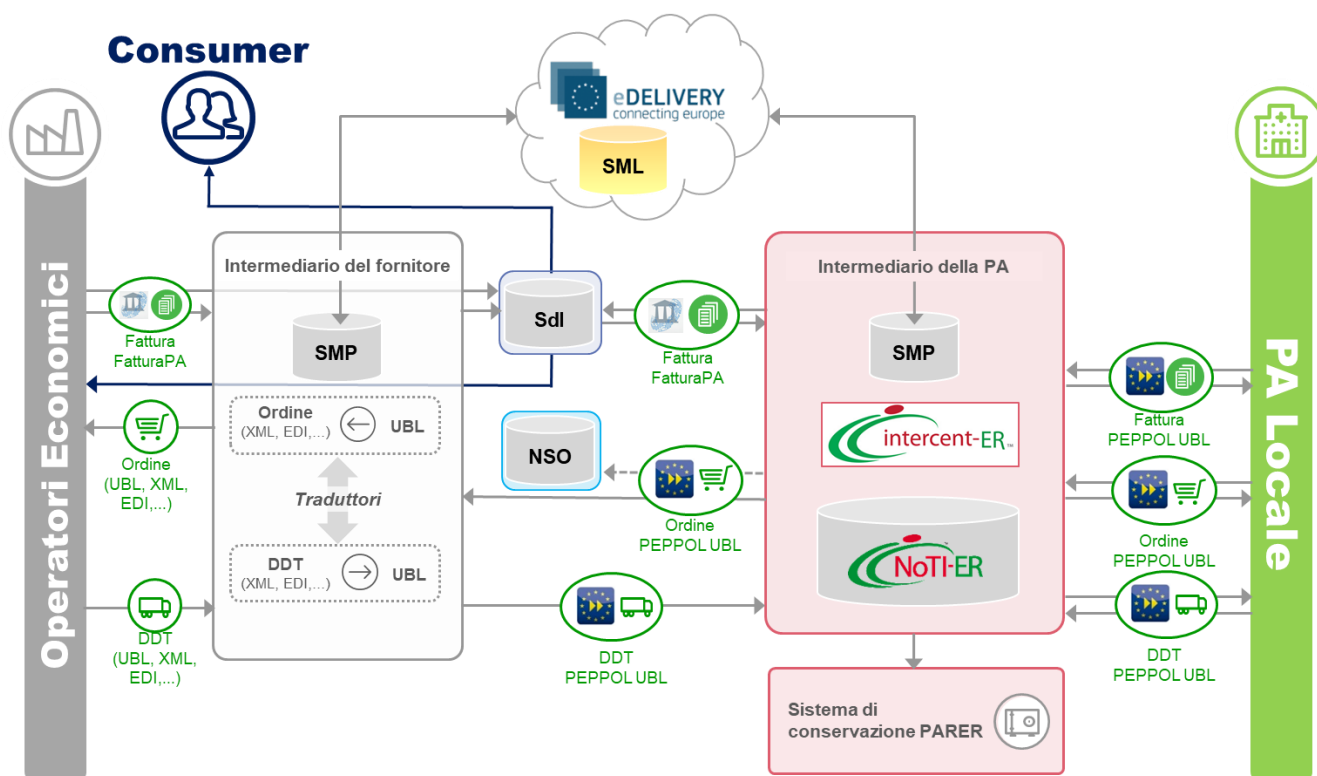 Consumer
eDELIVERY
connecting europe
SML
Operatori Economici
Intermediario del fornitore
SMP
Fattura
FatturaPA
SdI
Fattura
FatturaPA
Intermediario della PA
SMP
intercent-ER™
NoTI-ER
Ordine
(XML, EDI,...)
UBL
Traduttori
DDT
(XML, EDI,...)
UBL
Ordine
(UBL, XML,
EDI,...)
DDT
(UBL, XML,
EDI,...)
NSO
Ordine
PEPPOL UBL
DDT
PEPPOL UBL
Sistema di
conservazione PARER
Fattura
PEPPOL UBL
Ordine
PEPPOL UBL
DDT
PEPPOL UBL
PA Locale